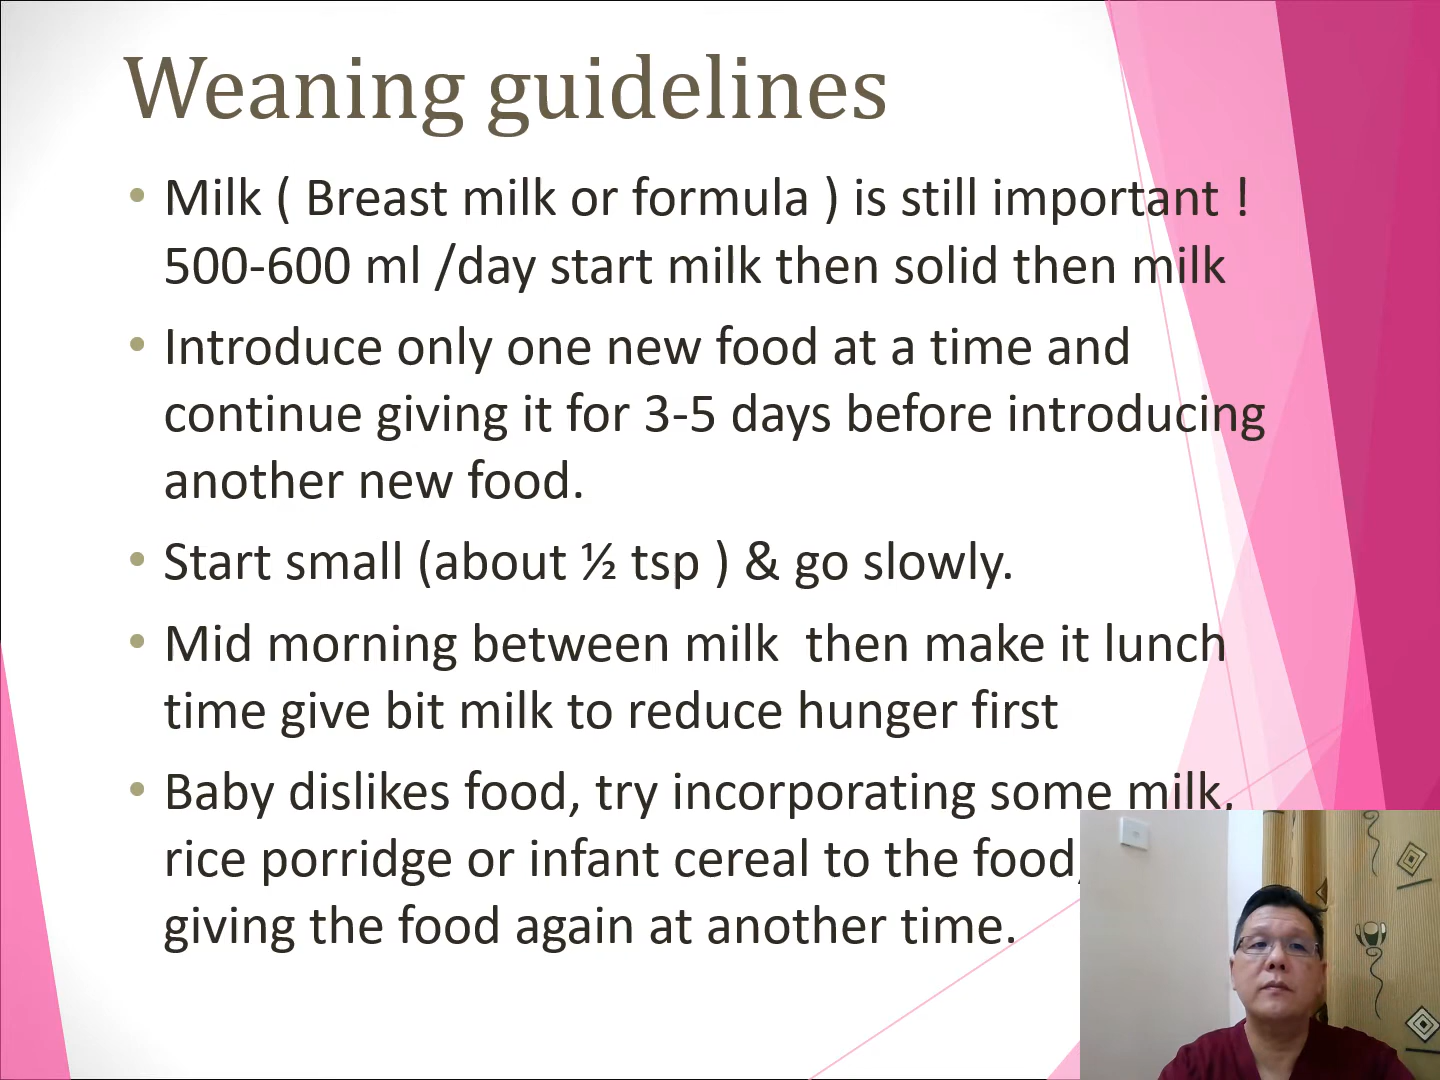 Weaning guidelines
• Milk ( Breast milk or formula ) is still important !
500-600 ml /day start milk then solid then milk
• Introduce only one new food at a time and
continue giving it for 3-5 days before introducing
another new food.
• Start small (about ½ tsp ) & go slowly.
• Mid morning between milk  then make it lunch
time give bit milk to reduce hunger first
• Baby dislikes food, try incorporating some milk,
rice porridge or infant cereal to the food,
giving the food again at another time.